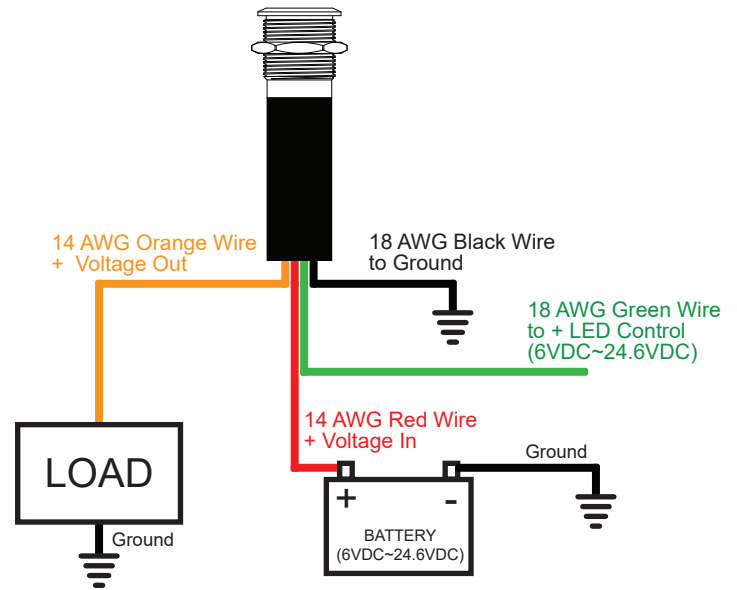 14 AWG Orange Wire
+ Voltage Out
18 AWG Black Wire
to Ground
18 AWG Green Wire
to + LED Control
(6VDC~24.6VDC)
14 AWG Red Wire
+ Voltage In
LOAD
Ground
Ground
+ -
BATTERY
(6VDC~24.6VDC)